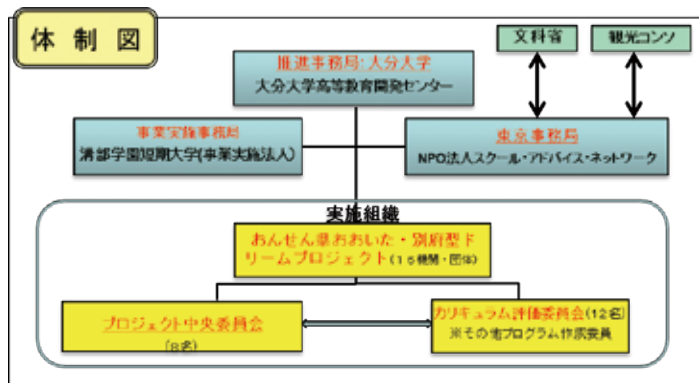 体 制 図
文科省
観光コンソ
推進事務局:大分大学
大分大学高等教育開発センター
事業実施事務局
溝部学園短期大学(事業実施法人)
東京事務局
NPO法人スクール・アドバイス・ネットワーク
実施組織
おんせん県おおいた・別府型ド
リームプロジェクト(15機関・団体)
プロジェクト中央委員会
(8名)
カリキュラム評価委員会(12名)
※その他プログラム作成委員